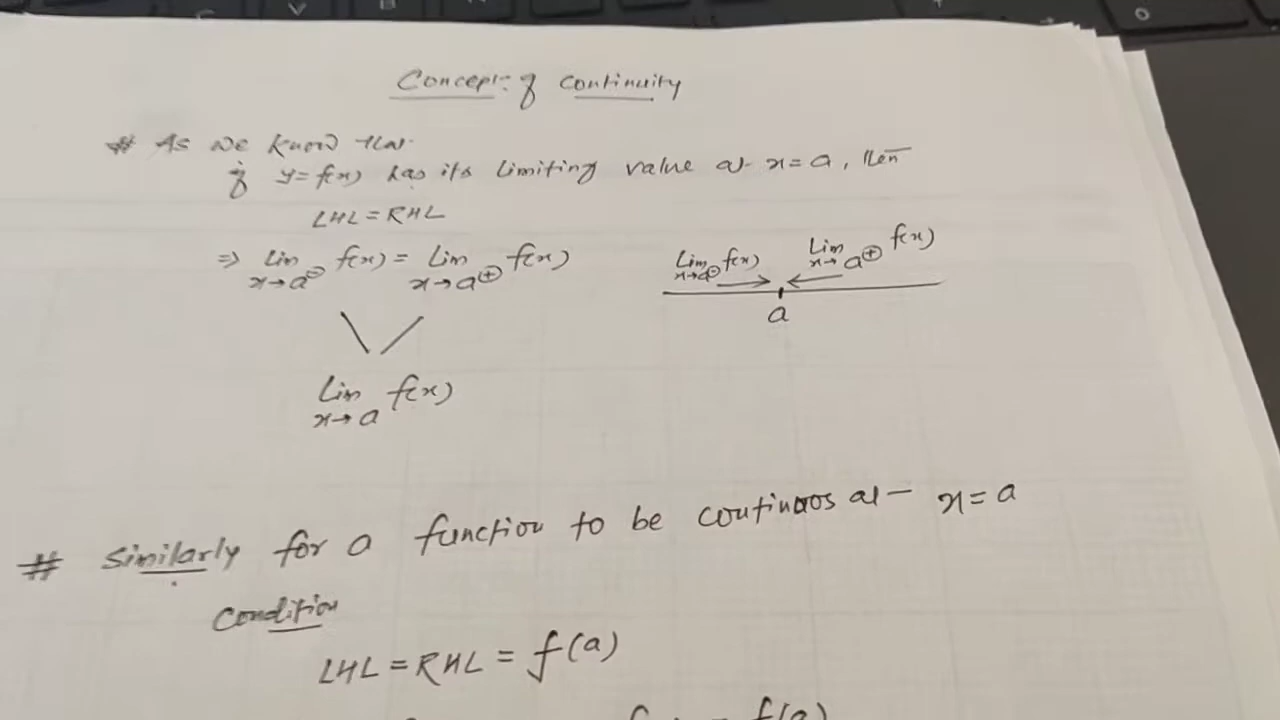 Concept of Continuity
# As we know that
if y=f(x) has its limiting value at x=a, then
LHL = RHL
⇒ Lim x→a⊖ f(x) = Lim x→a⊕ f(x)
Lim x→a⊖ f(x) Lim x→a⊕ f(x)
a
Lim x→a f(x)
# Similarly for a function to be continuos at x=a
Condition
LHL = RHL = f(a)
= f(a)